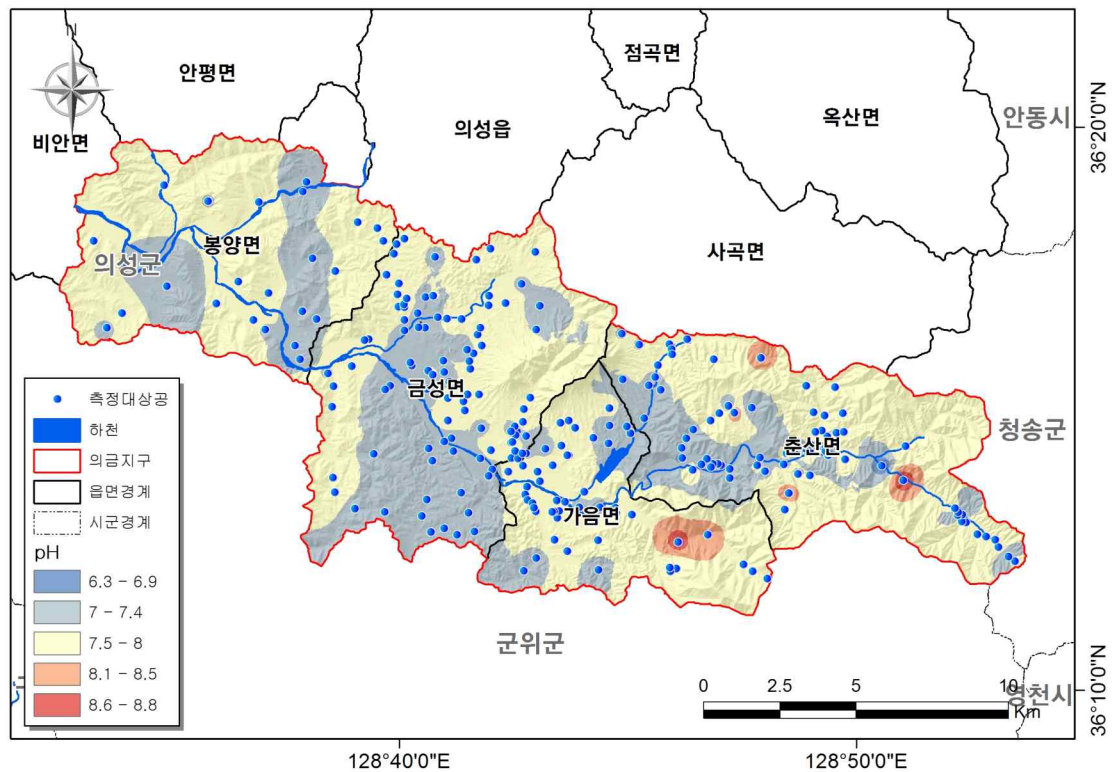 N
안평면
점곡면
안동시
36°20'0"N
비안면
의성읍
옥산면
봉양면
사곡면
의성군
금성면
청송군
춘산면
가음면
군위군
영천시
36°10'0"N
측정대상공
하천
의금지구
읍면경계
시군경계
pH
6.3 - 6.9
7 - 7.4
7.5 - 8
8.1 - 8.5
8.6 - 8.8
0 2.5 5 10
Km
128°40'0"E
128°50'0"E